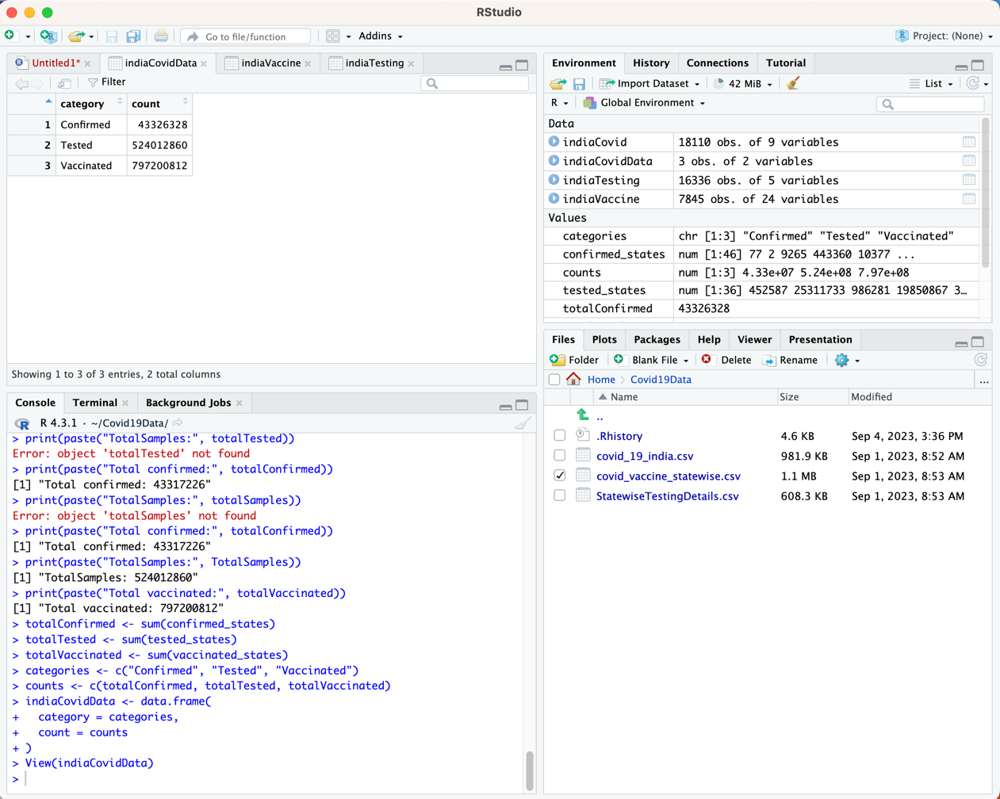 RStudio
Go to file/function
Addins
Project: (None)
Untitled1*
indiaCovidData
indiaVaccine
indiaTesting
Filter
category count
1 Confirmed 43326328
2 Tested 524012860
3 Vaccinated 797200812
Showing 1 to 3 of 3 entries, 2 total columns
Console Terminal Background Jobs
R 4.3.1 · ~/Covid19Data/
> print(paste("TotalSamples:", totalTested))
Error: object 'totalTested' not found
> print(paste("Total confirmed:", totalConfirmed))
[1] "Total confirmed: 43317226"
> print(paste("TotalSamples:", totalSamples))
Error: object 'totalSamples' not found
> print(paste("Total confirmed:", totalConfirmed))
[1] "Total confirmed: 43317226"
> print(paste("TotalSamples:", TotalSamples))
[1] "TotalSamples: 524012860"
> print(paste("Total vaccinated:", totalVaccinated))
[1] "Total vaccinated: 797200812"
> totalConfirmed <- sum(confirmed_states)
> totalTested <- sum(tested_states)
> totalVaccinated <- sum(vaccinated_states)
> categories <- c("Confirmed", "Tested", "Vaccinated")
> counts <- c(totalConfirmed, totalTested, totalVaccinated)
> indiaCovidData <- data.frame(
+   category = categories,
+   count = counts
+ )
> View(indiaCovidData)
>
Environment History Connections Tutorial
Import Dataset 42 MiB List
R Global Environment
Data
indiaCovid 18110 obs. of 9 variables
indiaCovidData 3 obs. of 2 variables
indiaTesting 16336 obs. of 5 variables
indiaVaccine 7845 obs. of 24 variables
Values
categories chr [1:3] "Confirmed" "Tested" "Vaccinated"
confirmed_states num [1:46] 77 2 9265 443360 10377 ...
counts num [1:3] 4.33e+07 5.24e+08 7.97e+08
tested_states num [1:36] 452587 25311733 986281 19850867 3…
totalConfirmed 43326328
Files Plots Packages Help Viewer Presentation
Folder Blank File Delete Rename
Home Covid19Data ...
Name Size Modified
..
.Rhistory 4.6 KB Sep 4, 2023, 3:36 PM
covid_19_india.csv 981.9 KB Sep 1, 2023, 8:52 AM
covid_vaccine_statewise.csv 1.1 MB Sep 1, 2023, 8:53 AM
StatewiseTestingDetails.csv 608.3 KB Sep 1, 2023, 8:53 AM